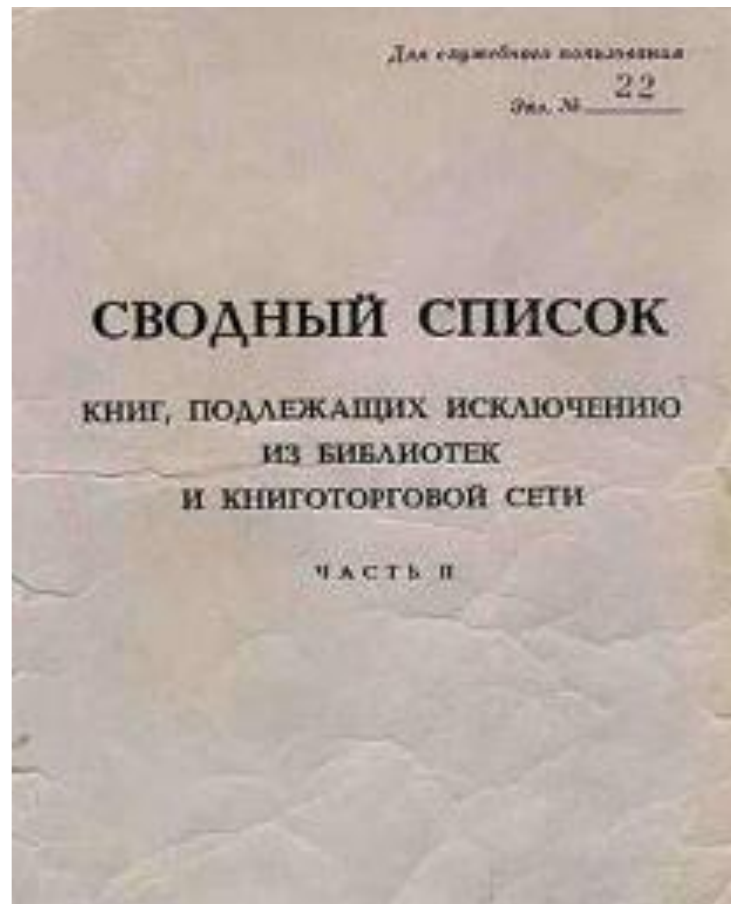 Для служебного пользования
Экз. № 22
СВОДНЫЙ СПИСОК
КНИГ, ПОДЛЕЖАЩИХ ИСКЛЮЧЕНИЮ
ИЗ БИБЛИОТЕК
И КНИГОТОРГОВОЙ СЕТИ
ЧАСТЬ II